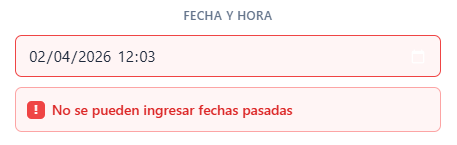 FECHA Y HORA
02/04/2026 12:03
! No se pueden ingresar fechas pasadas